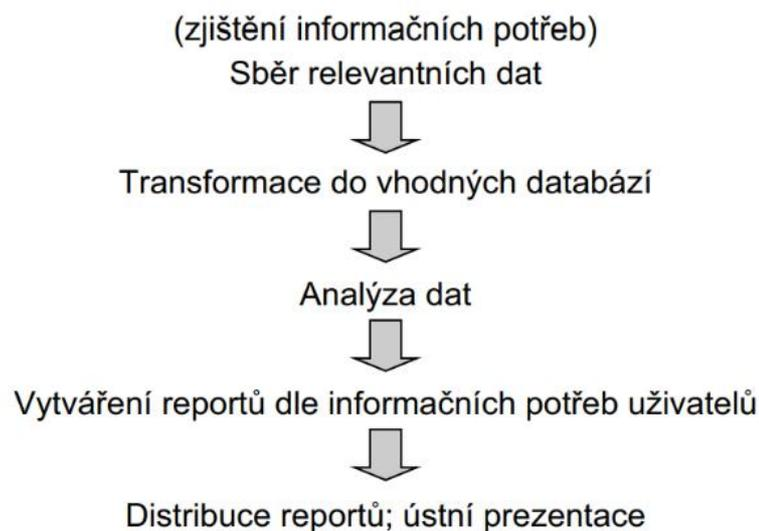 (zjištění informačních potřeb)
Sběr relevantních dat
Transformace do vhodných databází
Analýza dat
Vytváření reportů dle informačních potřeb uživatelů
Distribuce reportů; ústní prezentace